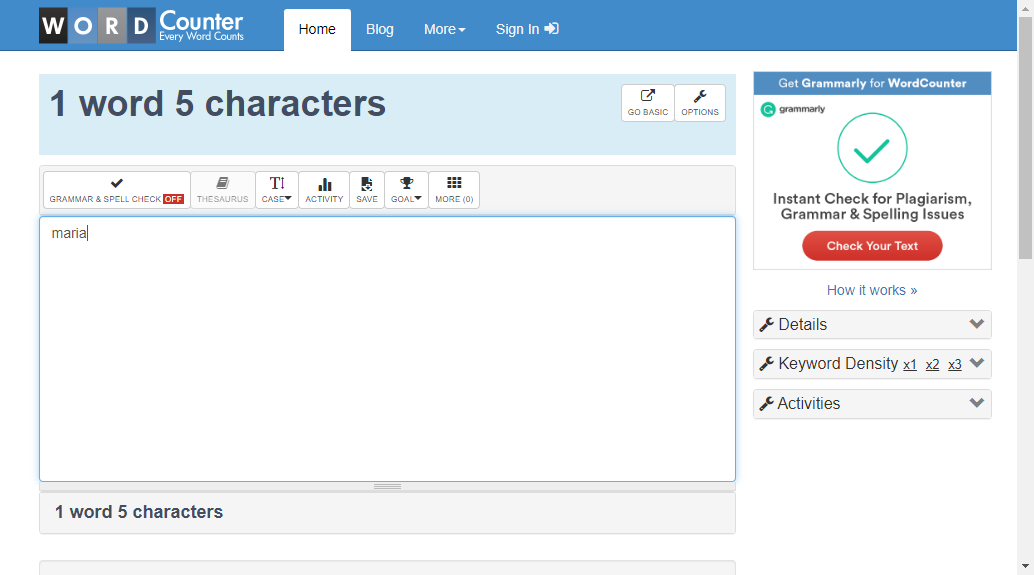 WORD Counter
Every Word Counts
Home
Blog
More
Sign In
1 word 5 characters
GO BASIC
OPTIONS
GRAMMAR & SPELL CHECK OFF
THESAURUS
CASE
ACTIVITY
SAVE
GOAL
MORE (0)
maria
1 word 5 characters
Get Grammarly for WordCounter
grammarly
Instant Check for Plagiarism,
Grammar & Spelling Issues
Check Your Text
How it works »
Details
Keyword Density x1 x2 x3
Activities